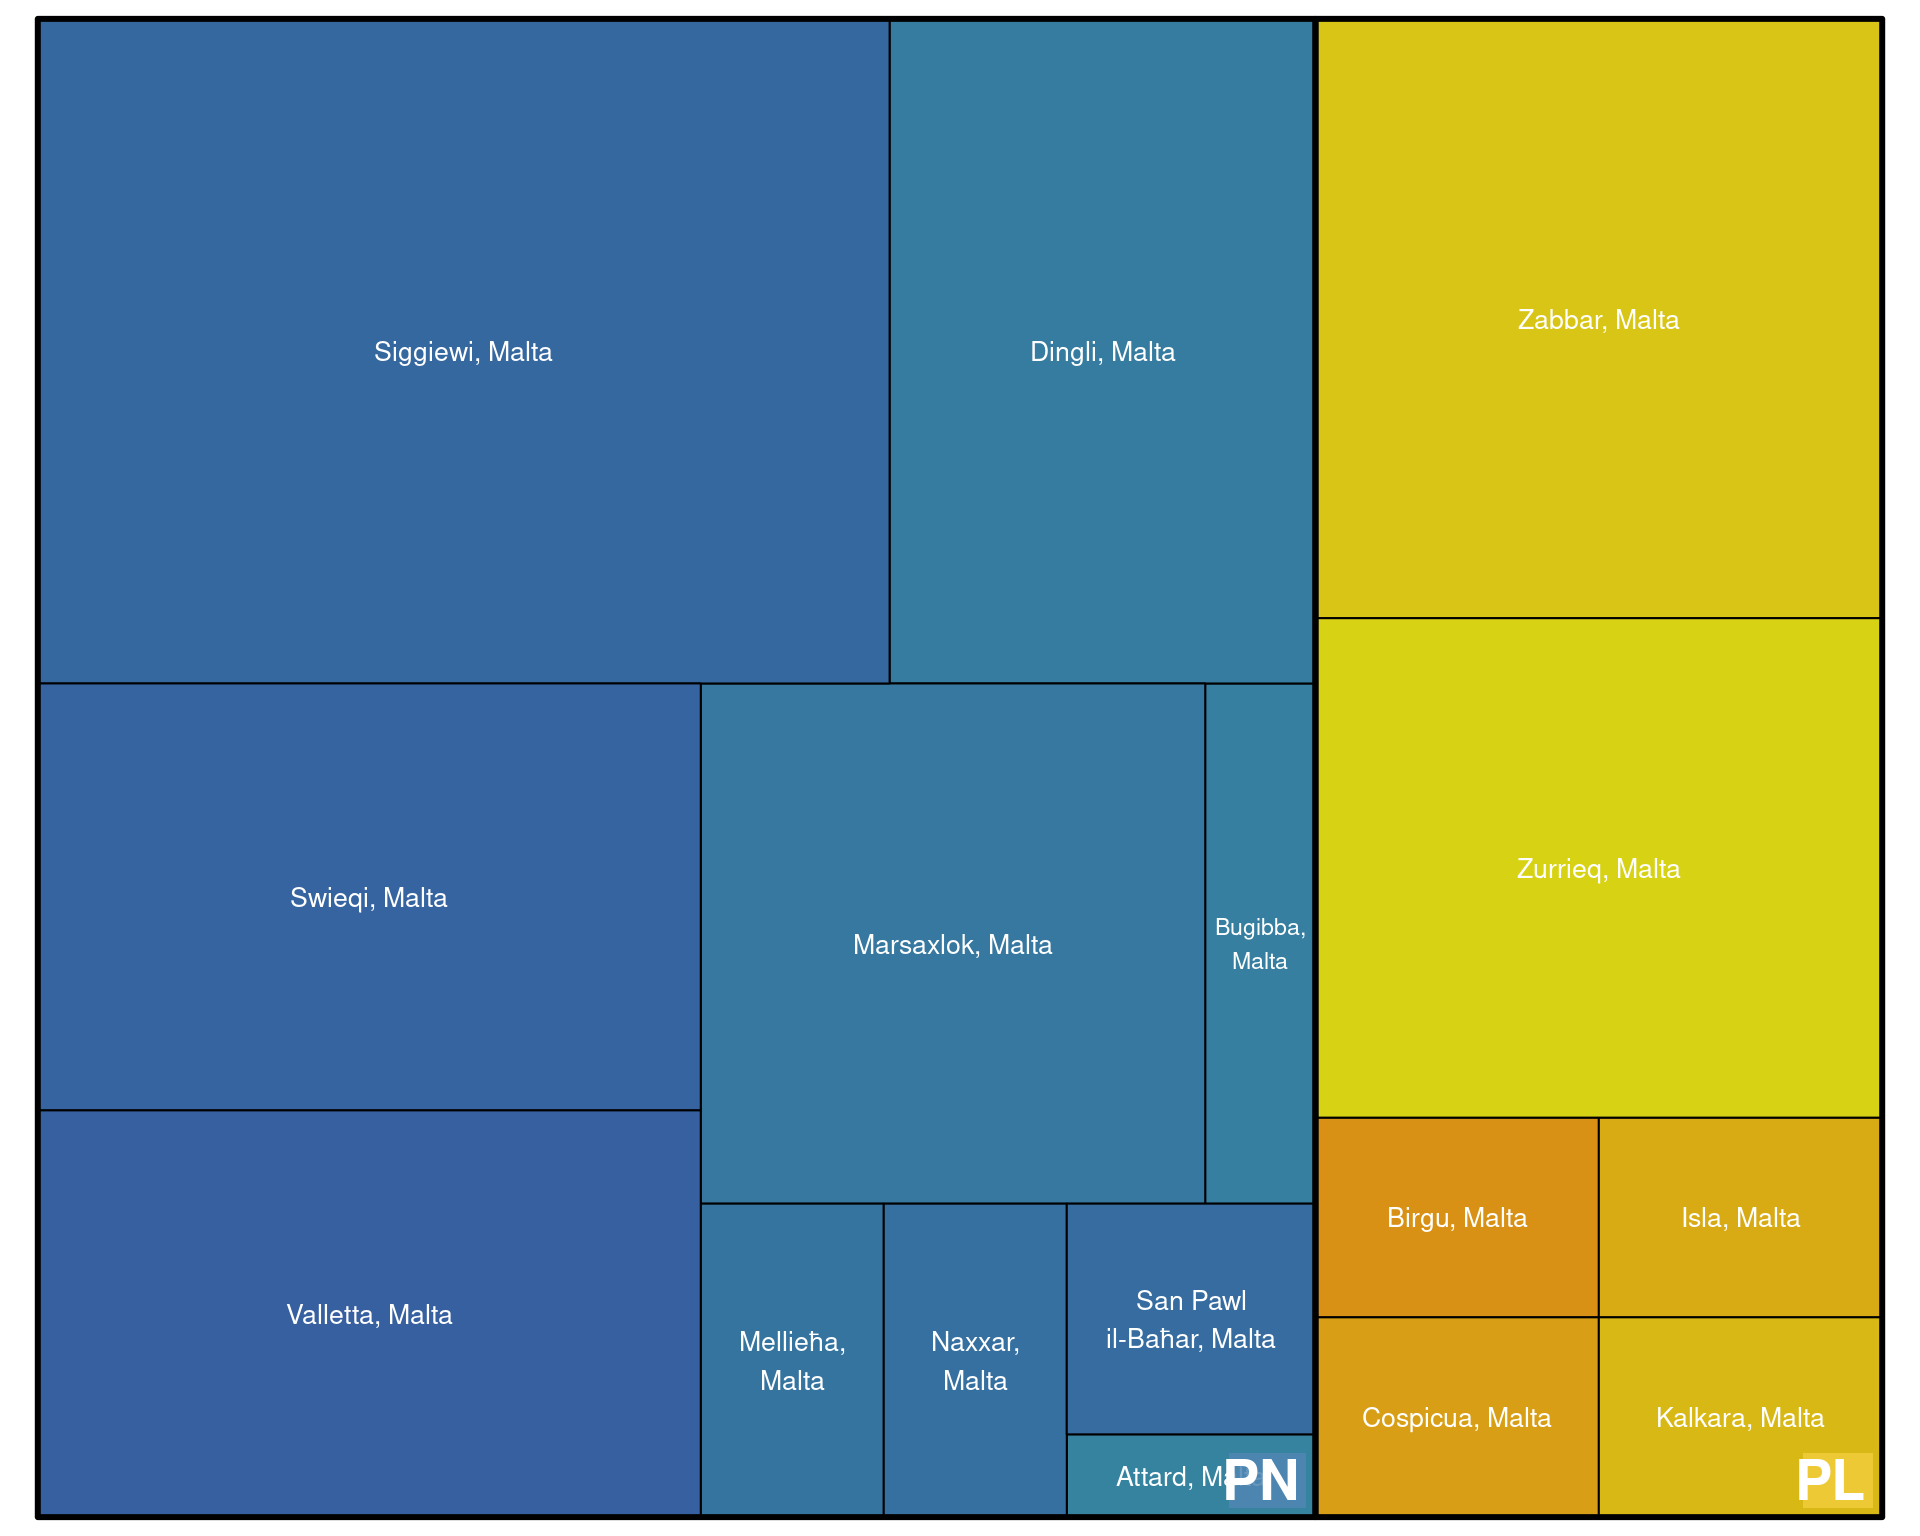 Siggiewi, Malta
Dingli, Malta
Zabbar, Malta
Zurrieq, Malta
Swieqi, Malta
Marsaxlok, Malta
Bugibba,
Malta
Valletta, Malta
Mellieħa,
Malta
Naxxar,
Malta
San Pawl
il-Baħar, Malta
Attard,
PN
Birgu, Malta
Isla, Malta
Cospicua, Malta
Kalkara, Malta
PL